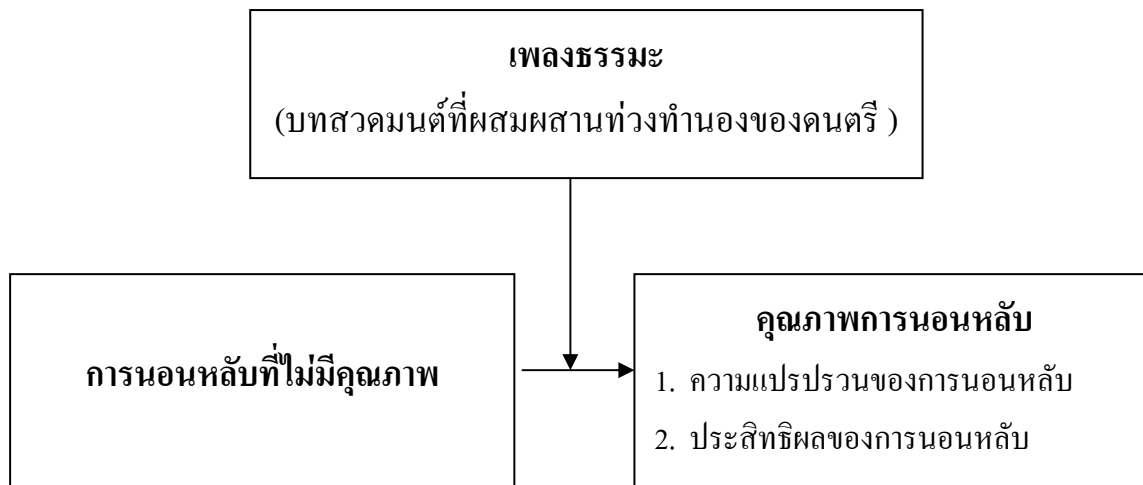 เพลงธรรมะ
(บทสวดมนต์ที่ผสมผสานท่วงทำนองของดนตรี )
การนอนหลับที่ไม่มีคุณภาพ
คุณภาพการนอนหลับ
1. ความแปรปรวนของการนอนหลับ
2. ประสิทธิผลของการนอนหลับ